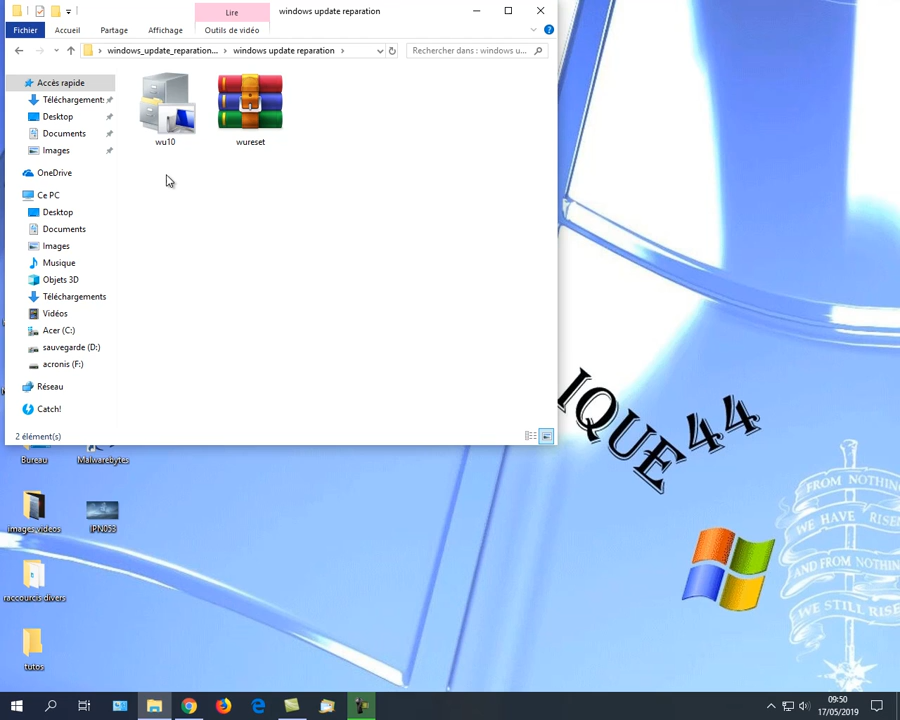 Lire
windows update reparation
Fichier
Accueil
Partage
Affichage
Outils de vidéo
windows_update_reparation...
windows update reparation
Rechercher dans : windows u...
Accès rapide
Téléchargement:
Desktop
Documents
Images
OneDrive
Ce PC
Desktop
Documents
Images
Musique
Objets 3D
Téléchargements
Vidéos
Acer (C:)
sauvegarde (D:)
acronis (F:)
Réseau
Catch!
wu10
wureset
2 élément(s)
Bureau
Malwarebytes
images videos
IPN053
raccourcis divers
tutos
IQUE 44
FROM NOTHING
WE HAVE RISEN
AND FROM NOTHIN
WE STILL RISE
09:50
17/05/2019